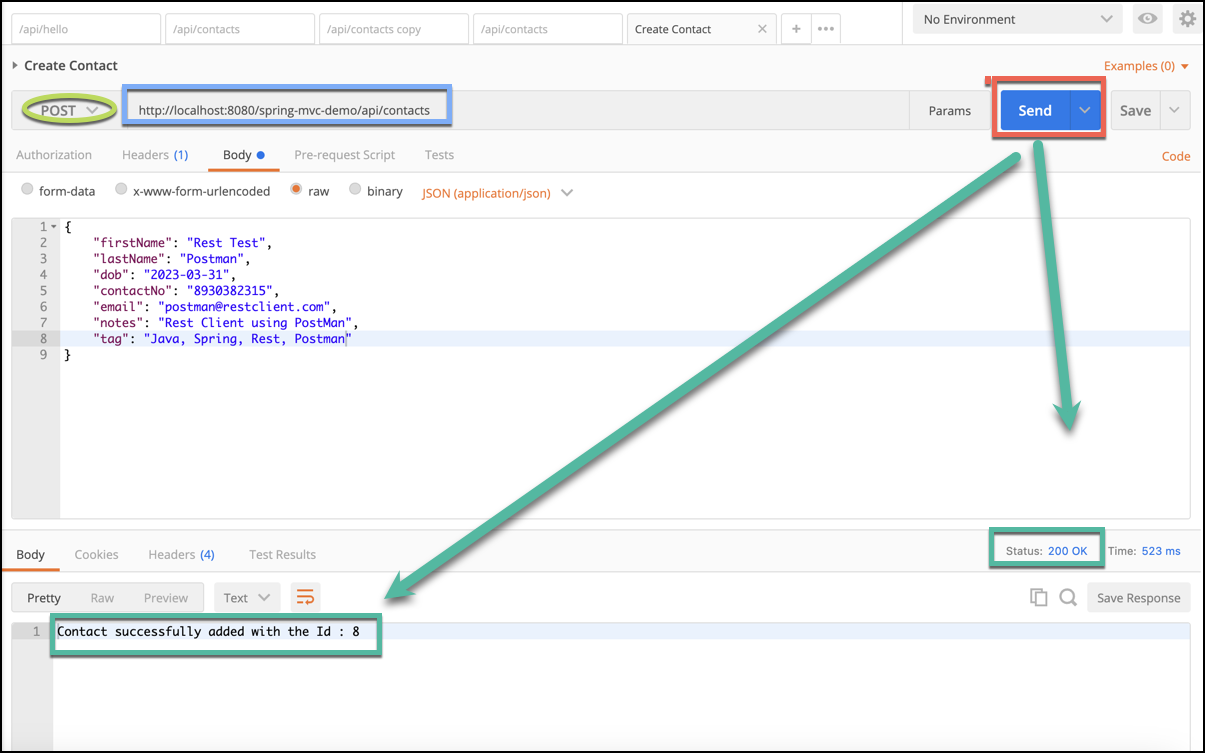 /api/hello /api/contacts /api/contacts copy /api/contacts Create Contact No Environment
Create Contact Examples (0)
POST http://localhost:8080/spring-mvc-demo/api/contacts Params Send Save
Authorization Headers (1) Body Pre-request Script Tests Code
form-data x-www-form-urlencoded raw binary JSON (application/json)
1 {
2 "firstName": "Rest Test",
3 "lastName": "Postman",
4 "dob": "2023-03-31",
5 "contactNo": "8930382315",
6 "email": "postman@restclient.com",
7 "notes": "Rest Client using PostMan",
8 "tag": "Java, Spring, Rest, Postman"
9 }
Body Cookies Headers (4) Test Results Status: 200 OK Time: 523 ms
Pretty Raw Preview Text Save Response
1 Contact successfully added with the Id : 8